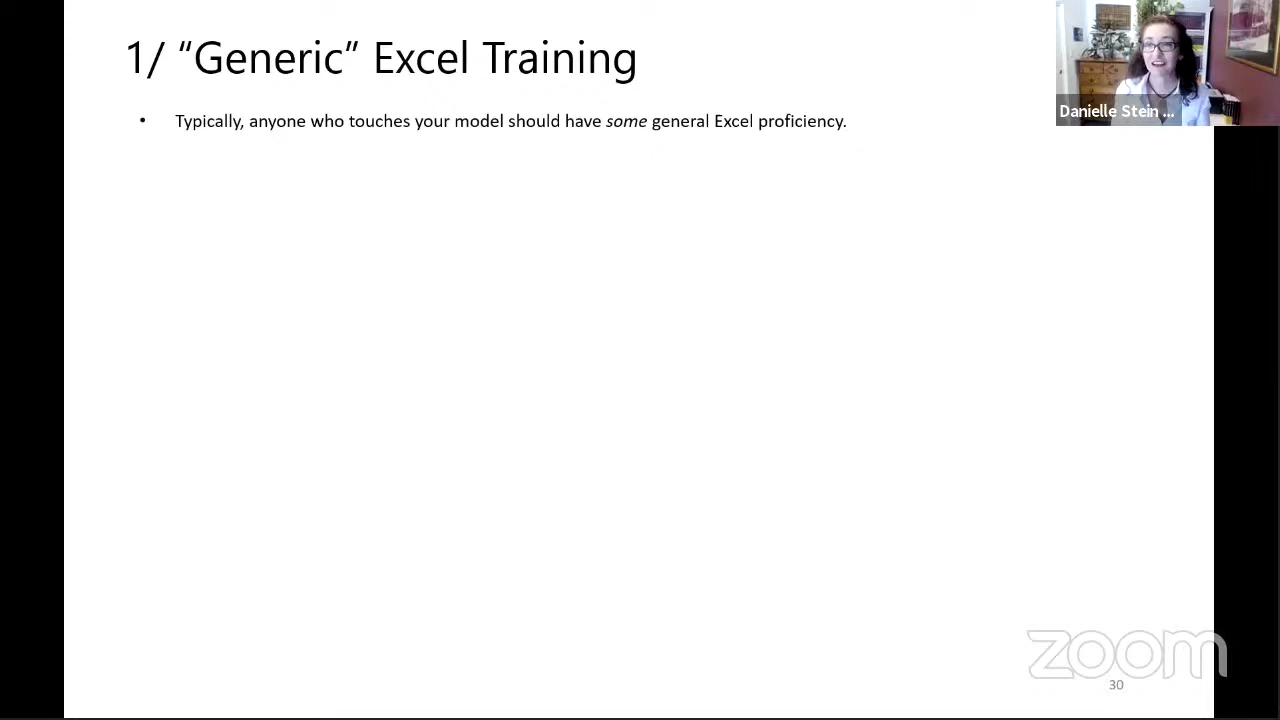 1/ “Generic” Excel Training
• Typically, anyone who touches your model should have some general Excel proficiency.
Danielle Stein ...
zoom
30